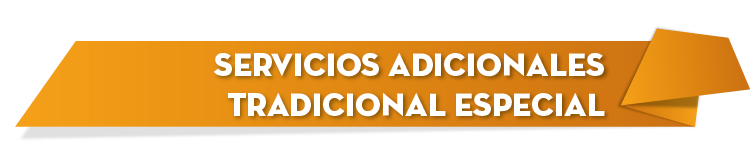 SERVICIOS ADICIONALES
TRADICIONAL ESPECIAL